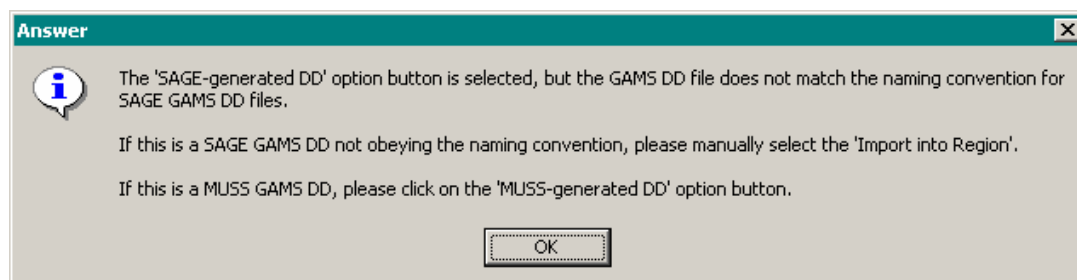 Answer
The 'SAGE-generated DD' option button is selected, but the GAMS DD file does not match the naming convention for
SAGE GAMS DD files.
If this is a SAGE GAMS DD not obeying the naming convention, please manually select the 'Import into Region'.
If this is a MUSS GAMS DD, please click on the 'MUSS-generated DD' option button.
OK